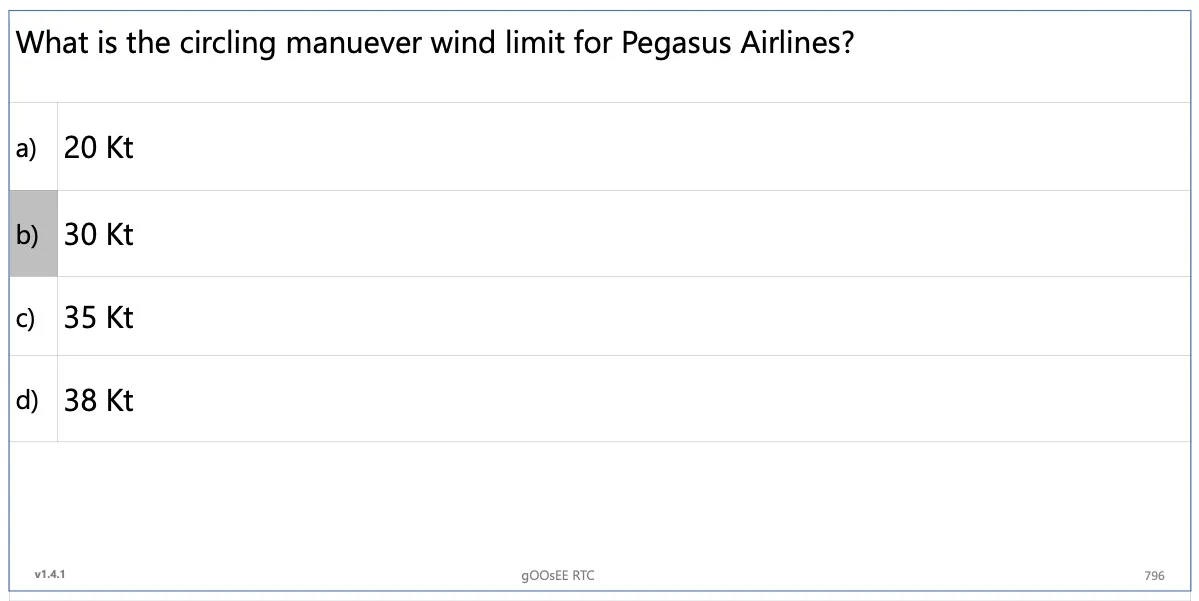 What is the circling manuever wind limit for Pegasus Airlines?
a) 20 Kt
b) 30 Kt
c) 35 Kt
d) 38 Kt
v1.4.1 gOOsEE RTC 796